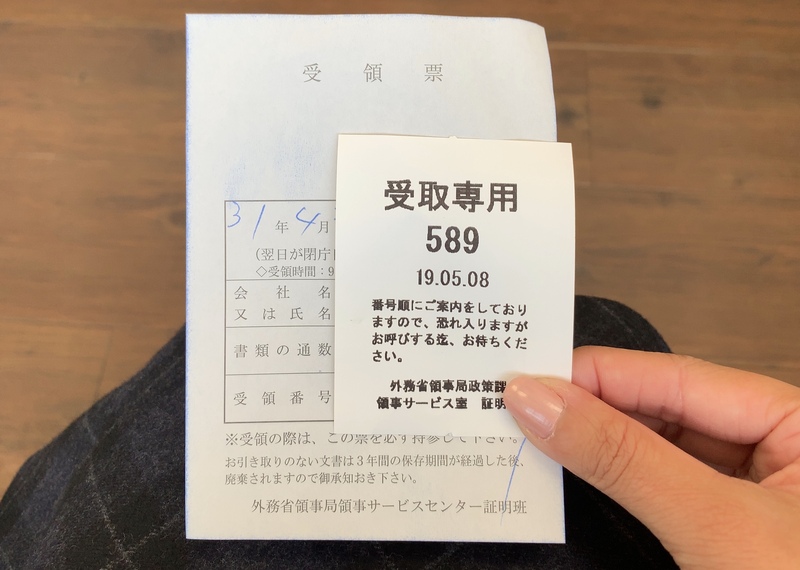 受領票
31年4月
(翌日が閉庁
◇受領時間:9
会社名
又は氏名
書類の通数
受領番号
※受領の際は、この票を必ず持参して下さい。
お引き取りのない文書は3年間の保存期間が経過した後、
廃棄されますので御承知おき下さい。
外務省領事局領事サービスセンター証明班
受取専用
589
19.05.08
番号順にご案内をしており
ますので、恐れ入りますが
お呼びする迄、お待ちくだ
さい。
外務省領事局政策課
領事サービス室 証明